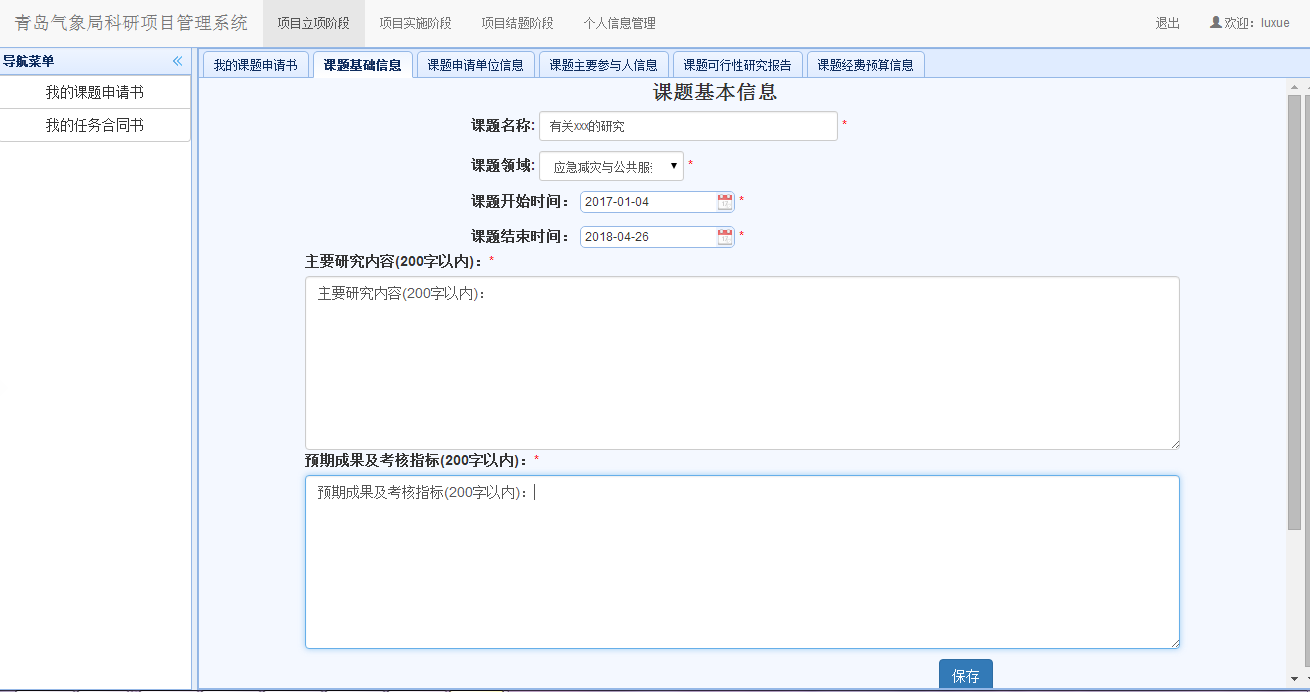 青岛气象局科研项目管理系统 项目立项阶段 项目实施阶段 项目结题阶段 个人信息管理 退出 欢迎：luxue
导航菜单
我的课题申请书 课题基础信息 课题申请单位信息 课题主要参与人信息 课题可行性研究报告 课题经费预算信息
我的课题申请书
我的任务合同书
课题基本信息
课题名称: 有关xxx的研究 *
课题领域: 应急减灾与公共服 *
课题开始时间： 2017-01-04 *
课题结束时间： 2018-04-26 *
主要研究内容(200字以内)：*
主要研究内容(200字以内)：
预期成果及考核指标(200字以内)：*
预期成果及考核指标(200字以内)：
保存